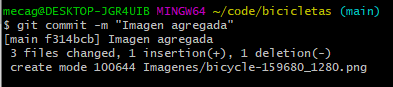 mecag@DESKTOP-JGR4UIB MINGW64 ~/code/bicicletas (main)
$ git commit -m "Imagen agregada"
[main f314bcb] Imagen agregada
 3 files changed, 1 insertion(+), 1 deletion(-)
 create mode 100644 Imagenes/bicycle-159680_1280.png